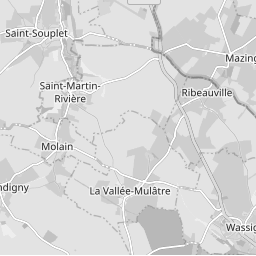 Saint-Souplet
Mazing
Saint-Martin-
Rivière
Ribeauville
Molain
ndigny
La Vallée-Mulâtre
Wassig